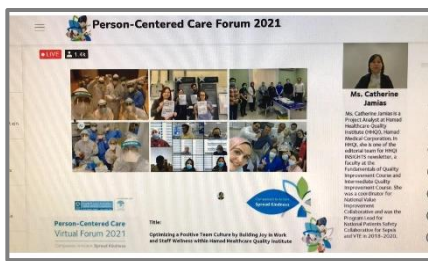 Person-Centered Care Forum 2021
LIVE
1.4k
Ms. Catherine
Jamias
Ms. Catherine Jamias is a
Project Analyst at Hamad
Healthcare Quality
Institute (HHQI), Hamad
Medical Corporation. In
HHQI, she is one of the
editorial team for HHQI
INSIGHTS newsletter, a
faculty at the
Fundamentals of Quality
Improvement Course and
Intermediate Quality
Improvement Course. She
was a coordinator for
National Value
Improvement
Collaborative and was the
Program Lead for
National Patients Safety
Collaborative for Sepsis
and VTE in 2019-2020.
Spread Kindness
Person-Centered Care
Virtual Forum 2021
Title:
Optimizing a Positive Team Culture by Building Joy in Work
and Staff Wellness within Hamad Healthcare Quality Institute